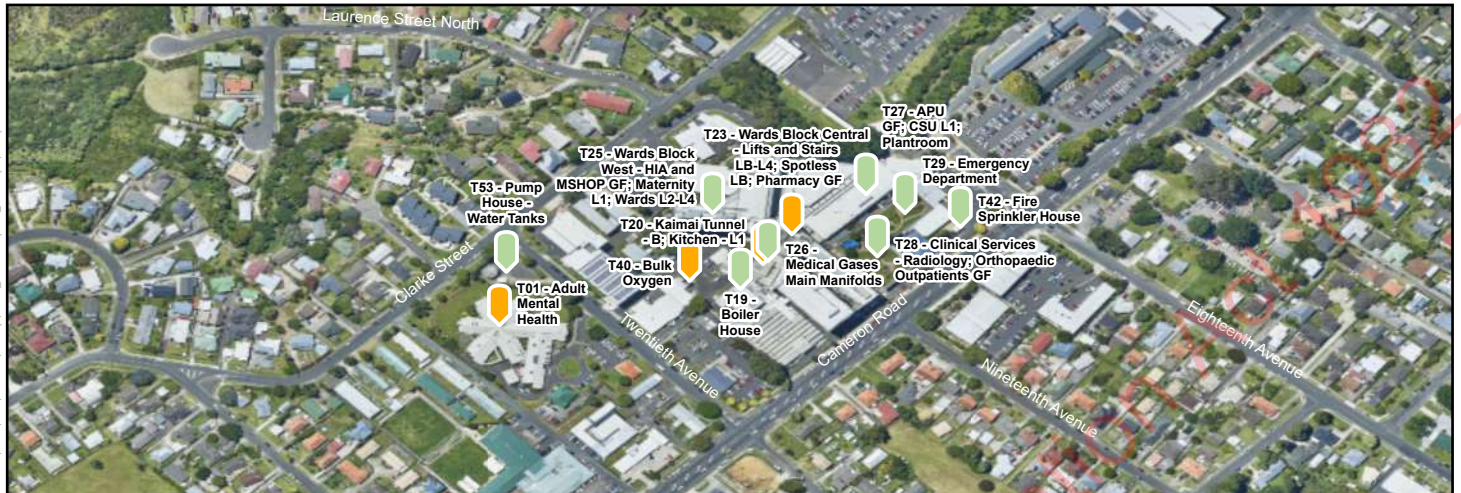 Laurence Street North
T27 - APU
GF; CSU L1;
Plantroom
T23 - Wards Block Central
- Lifts and Stairs
LB-L4; Spotless
LB; Pharmacy GF
T25 - Wards Block
West - HIA and
MSHOP GF; Maternity
L1; Wards L2-L4
T29 - Emergency
Department
T53 - Pump
House -
Water Tanks
T42 - Fire
Sprinkler House
T20 - Kaimai Tunnel
- B; Kitchen - L1
T26 -
Medical Gases
Main Manifolds
T28 - Clinical Services
- Radiology; Orthopaedic
Outpatients GF
T40 - Bulk
Oxygen
Clarke Street
T01 - Adult
Mental
Health
T19 -
Boiler
House
Twentieth Avenue
Cameron Road
Eighteenth Avenue
Nineteenth Avenue